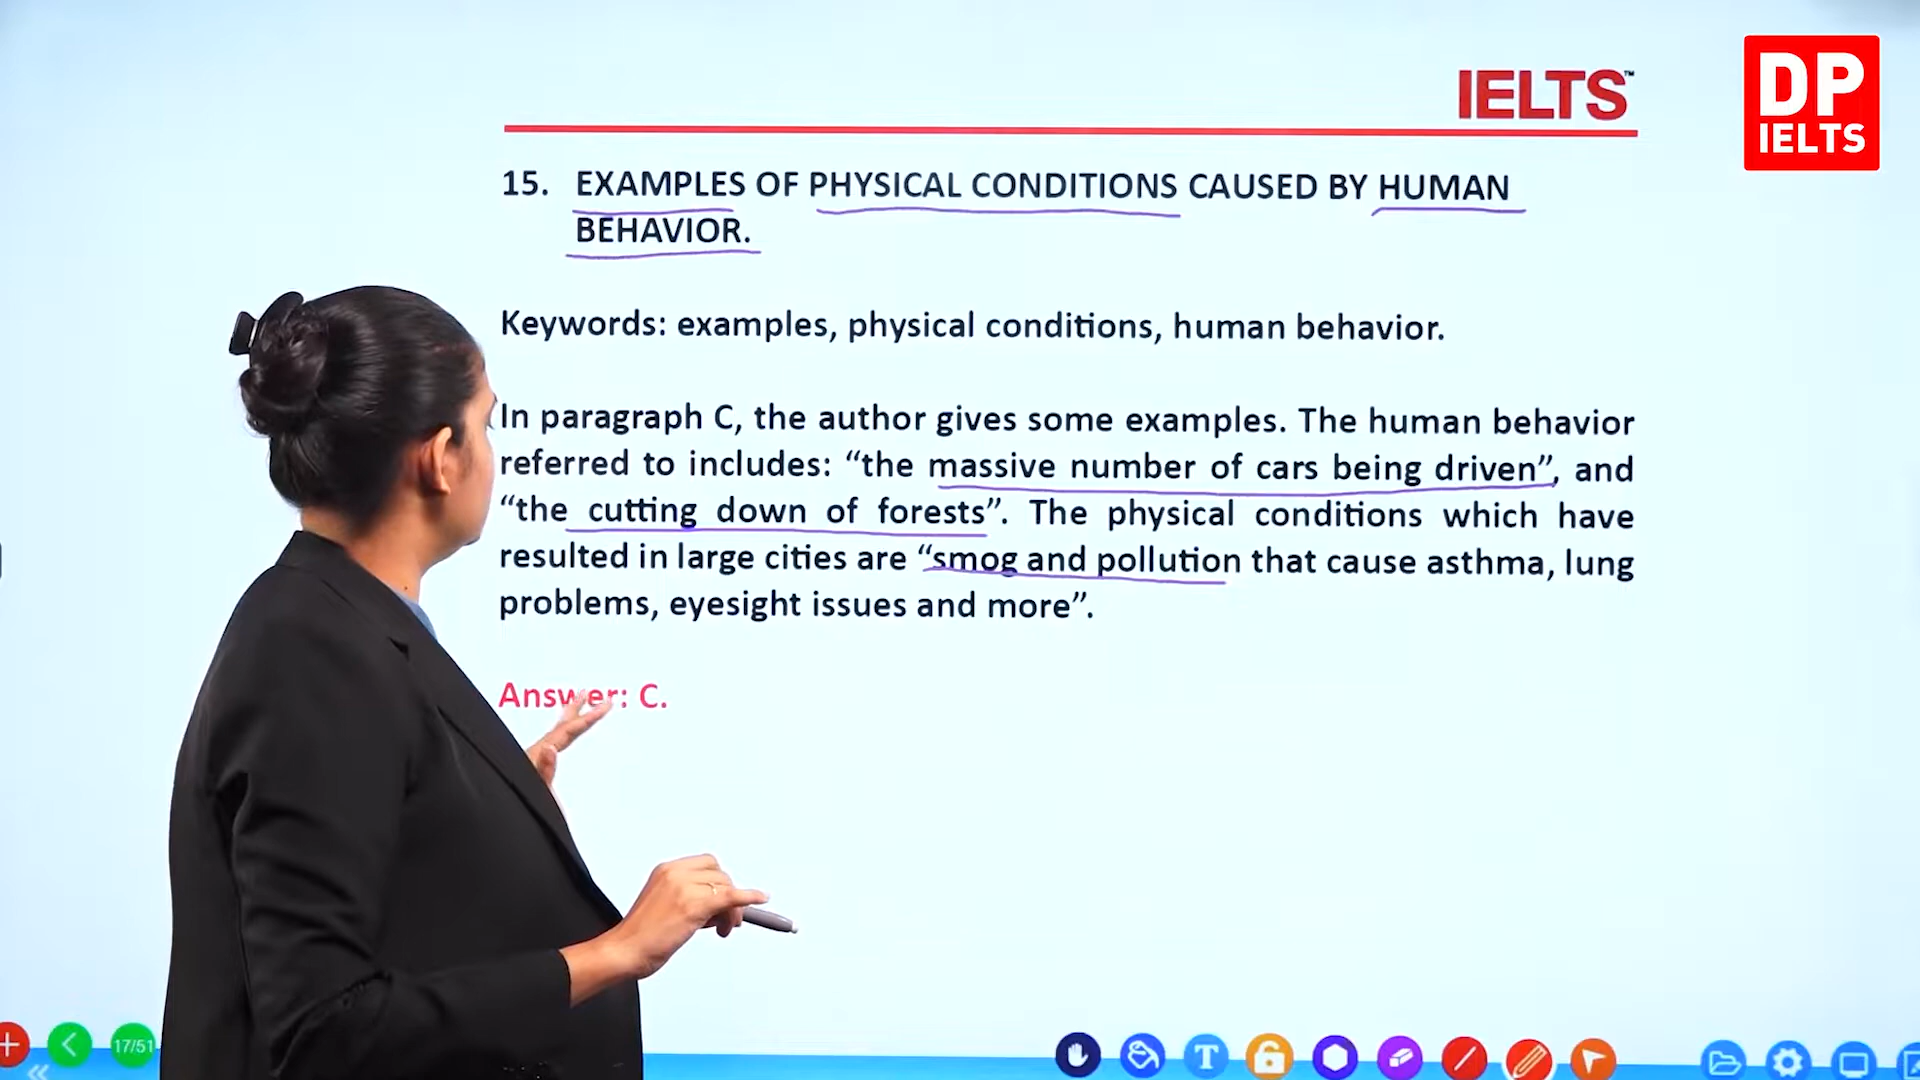 IELTS™
DP
IELTS
15. EXAMPLES OF PHYSICAL CONDITIONS CAUSED BY HUMAN
BEHAVIOR.
Keywords: examples, physical conditions, human behavior.
In paragraph C, the author gives some examples. The human behavior
referred to includes: “the massive number of cars being driven”, and
“the cutting down of forests”. The physical conditions which have
resulted in large cities are “smog and pollution that cause asthma, lung
problems, eyesight issues and more”.
Answer: C.
17/51
T